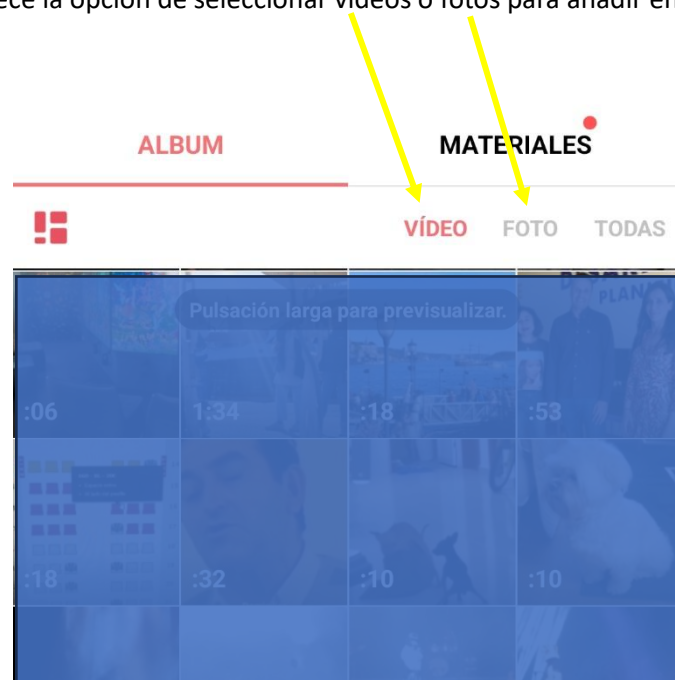 ece la opción de seleccionar vídeos o fotos para añadir en
ALBUM MATERIALES
VÍDEO FOTO TODAS
Pulsación larga para previsualizar.
PLAN
:06 1:34 :18 :53
:18 :32 :10 :10